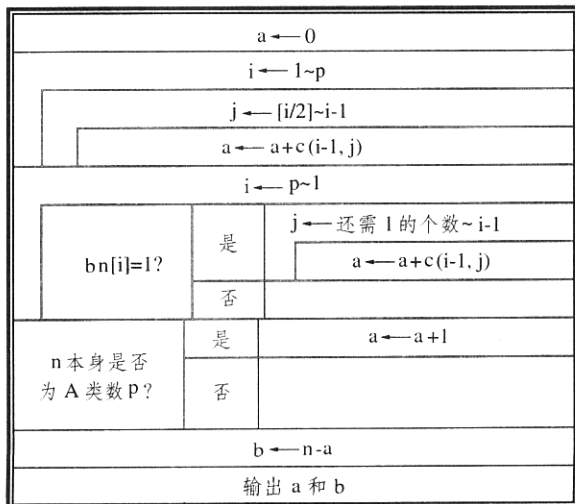 a ← 0
i ← 1~p
j ← [i/2]~i-1
a ← a+c(i-1, j)
i ← p~1
bn[i]=1?
是
j ← 还需 1 的个数~ i-1
a ← a+c(i-1, j)
否
n 本身是否
为 A 类数 p?
是
a ← a+1
否
b ← n-a
输出 a 和 b